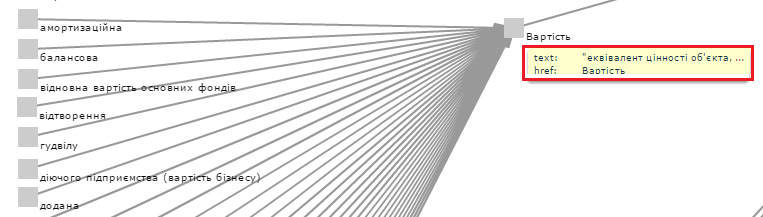 амортизаційна
балансова
відновна вартість основних фондів
відтворення
гудвілу
діючого підприємства (вартість бізнесу)
додана
Вартість
text: "еквівалент цінності об'єкта, ...
href: Вартість